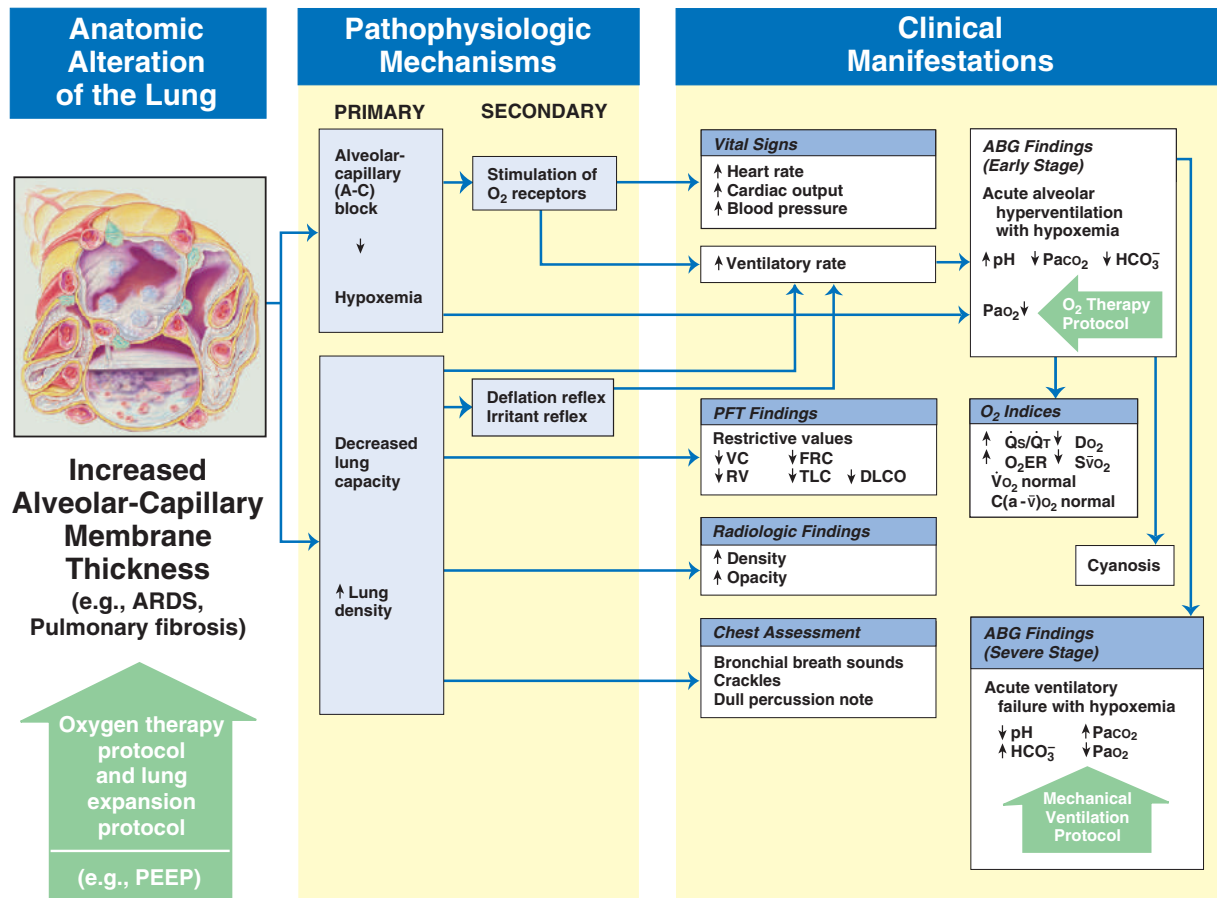 Anatomic
Alteration
of the Lung
Increased
Alveolar-Capillary
Membrane
Thickness
(e.g., ARDS,
Pulmonary fibrosis)
Oxygen therapy
protocol
and lung
expansion
protocol
(e.g., PEEP)
Pathophysiologic
Mechanisms
PRIMARY
SECONDARY
Alveolar-
capillary
(A-C)
block
↓
Hypoxemia
Stimulation of
O₂ receptors
Decreased
lung
capacity
↑ Lung
density
Deflation reflex
Irritant reflex
Clinical
Manifestations
Vital Signs
↑ Heart rate
↑ Cardiac output
↑ Blood pressure
↑ Ventilatory rate
PFT Findings
Restrictive values
↓ VC ↓ FRC
↓ RV ↓ TLC ↓ DLCO
Radiologic Findings
↑ Density
↑ Opacity
Chest Assessment
Bronchial breath sounds
Crackles
Dull percussion note
ABG Findings
(Early Stage)
Acute alveolar
hyperventilation
with hypoxemia
↑ pH ↓ PaCO₂ ↓ HCO₃⁻
PaO₂ ↓
O₂ Therapy
Protocol
O₂ Indices
↑ Q̇S/Q̇T ↓ DO₂
↑ O₂ER ↓ Sv̄O₂
V̇O₂ normal
C(a-v̄)O₂ normal
Cyanosis
ABG Findings
(Severe Stage)
Acute ventilatory
failure with hypoxemia
↓ pH ↑ PaCO₂
↑ HCO₃⁻ ↓ PaO₂
Mechanical
Ventilation
Protocol